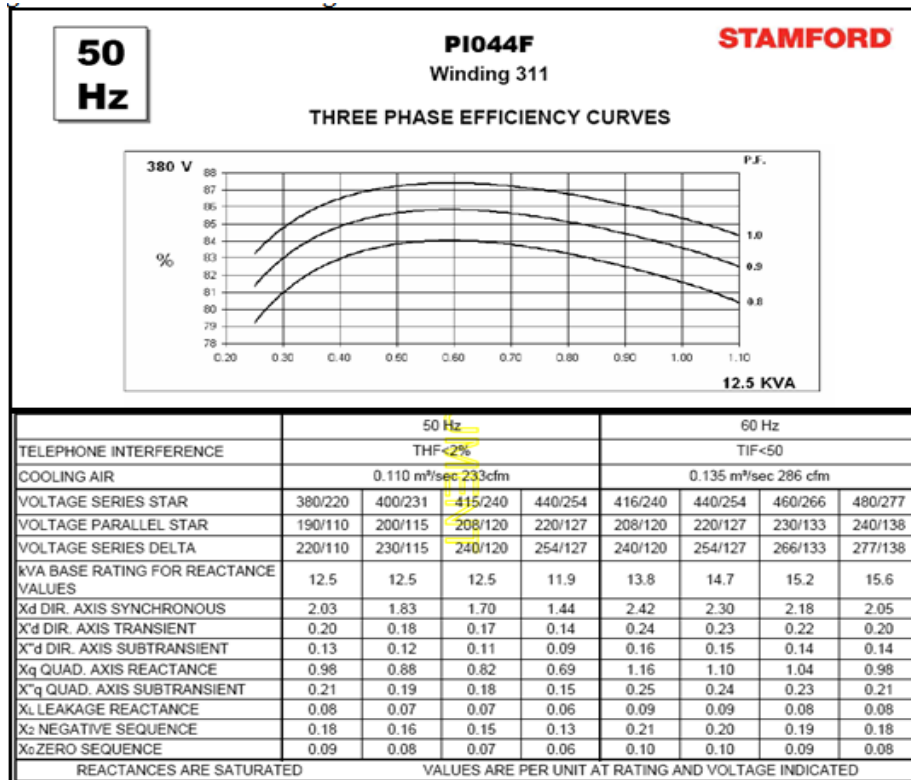 50
Hz
PI044F
Winding 311
STAMFORD
THREE PHASE EFFICIENCY CURVES
380 V
P.F.
88
87
86
85
84
83
82
81
80
79
78
%
1.0
0.9
0.8
0.20 0.30 0.40 0.50 0.60 0.70 0.80 0.90 1.00 1.10
12.5 KVA
50 Hz 60 Hz
TELEPHONE INTERFERENCE THF<2% TIF<50
COOLING AIR 0.110 m³/sec 233cfm 0.135 m³/sec 286 cfm
VOLTAGE SERIES STAR 380/220 400/231 415/240 440/254 416/240 440/254 460/266 480/277
VOLTAGE PARALLEL STAR 190/110 200/115 208/120 220/127 208/120 220/127 230/133 240/138
VOLTAGE SERIES DELTA 220/110 230/115 240/120 254/127 240/120 254/127 266/133 277/138
kVA BASE RATING FOR REACTANCE
VALUES 12.5 12.5 12.5 11.9 13.8 14.7 15.2 15.6
Xd DIR. AXIS SYNCHRONOUS 2.03 1.83 1.70 1.44 2.42 2.30 2.18 2.05
X'd DIR. AXIS TRANSIENT 0.20 0.18 0.17 0.14 0.24 0.23 0.22 0.20
X"d DIR. AXIS SUBTRANSIENT 0.13 0.12 0.11 0.09 0.16 0.15 0.14 0.14
Xq QUAD. AXIS REACTANCE 0.98 0.88 0.82 0.69 1.16 1.10 1.04 0.98
X"q QUAD. AXIS SUBTRANSIENT 0.21 0.19 0.18 0.15 0.25 0.24 0.23 0.21
XL LEAKAGE REACTANCE 0.08 0.07 0.07 0.06 0.09 0.09 0.08 0.08
X2 NEGATIVE SEQUENCE 0.18 0.16 0.15 0.13 0.21 0.20 0.19 0.18
X0 ZERO SEQUENCE 0.09 0.08 0.07 0.06 0.10 0.10 0.09 0.08
REACTANCES ARE SATURATED VALUES ARE PER UNIT AT RATING AND VOLTAGE INDICATED